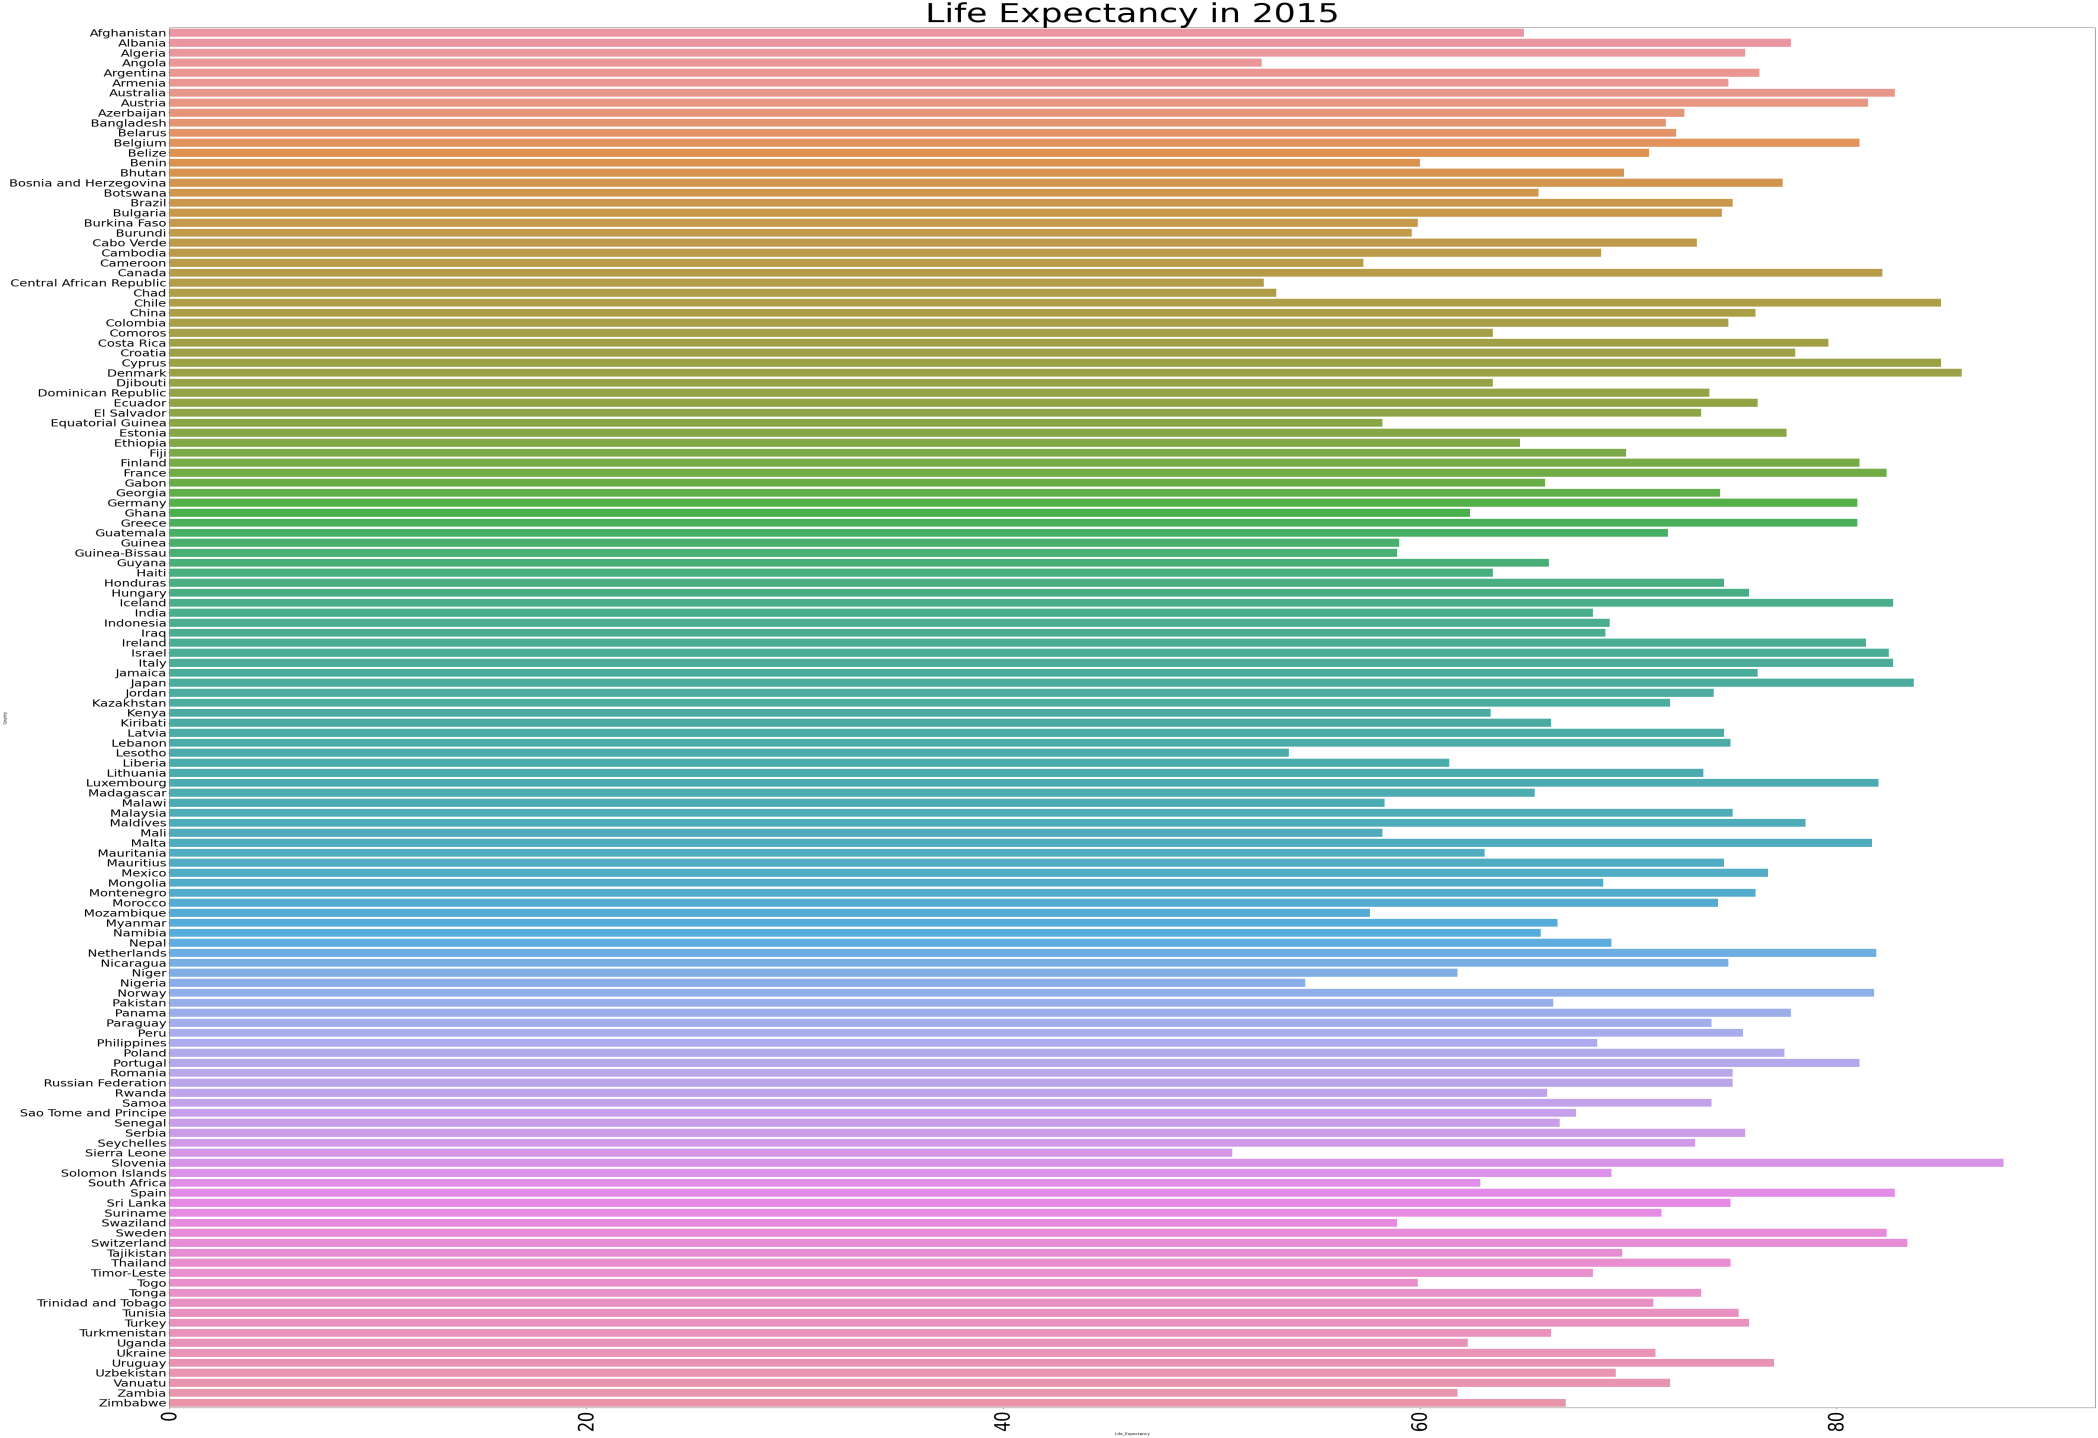 Life Expectancy in 2015
Afghanistan
Albania
Algeria
Angola
Argentina
Armenia
Australia
Austria
Azerbaijan
Bangladesh
Belarus
Belgium
Belize
Benin
Bhutan
Bosnia and Herzegovina
Botswana
Brazil
Bulgaria
Burkina Faso
Burundi
Cabo Verde
Cambodia
Cameroon
Canada
Central African Republic
Chad
Chile
China
Colombia
Comoros
Costa Rica
Croatia
Cyprus
Denmark
Djibouti
Dominican Republic
Ecuador
El Salvador
Equatorial Guinea
Estonia
Ethiopia
Fiji
Finland
France
Gabon
Georgia
Germany
Ghana
Greece
Guatemala
Guinea
Guinea-Bissau
Guyana
Haiti
Honduras
Hungary
Iceland
India
Indonesia
Iraq
Ireland
Israel
Italy
Jamaica
Japan
Jordan
Kazakhstan
Kenya
Kiribati
Latvia
Lebanon
Lesotho
Liberia
Lithuania
Luxembourg
Madagascar
Malawi
Malaysia
Maldives
Mali
Malta
Mauritania
Mauritius
Mexico
Mongolia
Montenegro
Morocco
Mozambique
Myanmar
Namibia
Nepal
Netherlands
Nicaragua
Niger
Nigeria
Norway
Pakistan
Panama
Paraguay
Peru
Philippines
Poland
Portugal
Romania
Russian Federation
Rwanda
Samoa
Sao Tome and Principe
Senegal
Serbia
Seychelles
Sierra Leone
Slovenia
Solomon Islands
South Africa
Spain
Sri Lanka
Suriname
Swaziland
Sweden
Switzerland
Tajikistan
Thailand
Timor-Leste
Togo
Tonga
Trinidad and Tobago
Tunisia
Turkey
Turkmenistan
Uganda
Ukraine
Uruguay
Uzbekistan
Vanuatu
Zambia
Zimbabwe
Country
0
20
40
60
80
Life_Expectancy